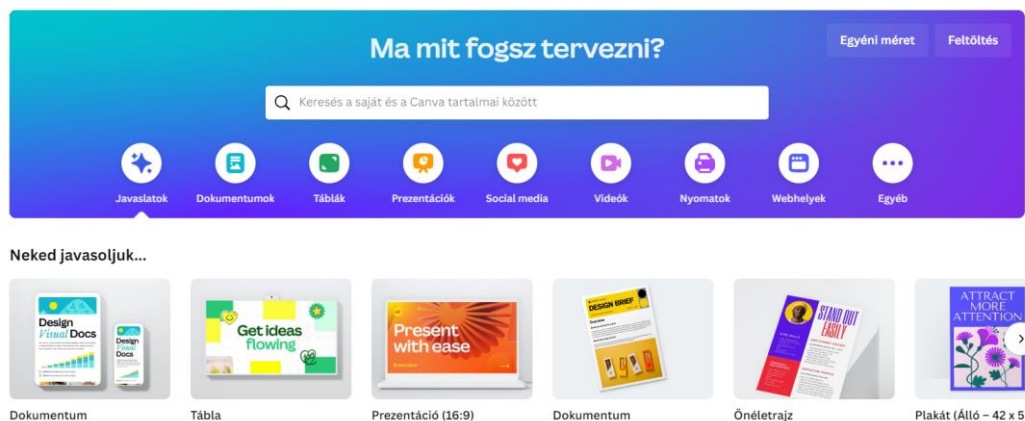 Ma mit fogsz tervezni?
Egyéni méret
Feltöltés
Keresés a saját és a Canva tartalmai között
Javaslatok
Dokumentumok
Táblák
Prezentációk
Social media
Videók
Nyomatok
Webhelyek
Egyéb
Neked javasoljuk...
Design
Visual Docs
Design
Visual
Docs
Get ideas
flowing
Present
with ease
DESIGN BRIEF
STAND OUT
EASILY
ATTRACT
MORE
ATTENTION
Dokumentum
Tábla
Prezentáció (16:9)
Dokumentum
Önéletrajz
Plakát (Álló – 42 x 5